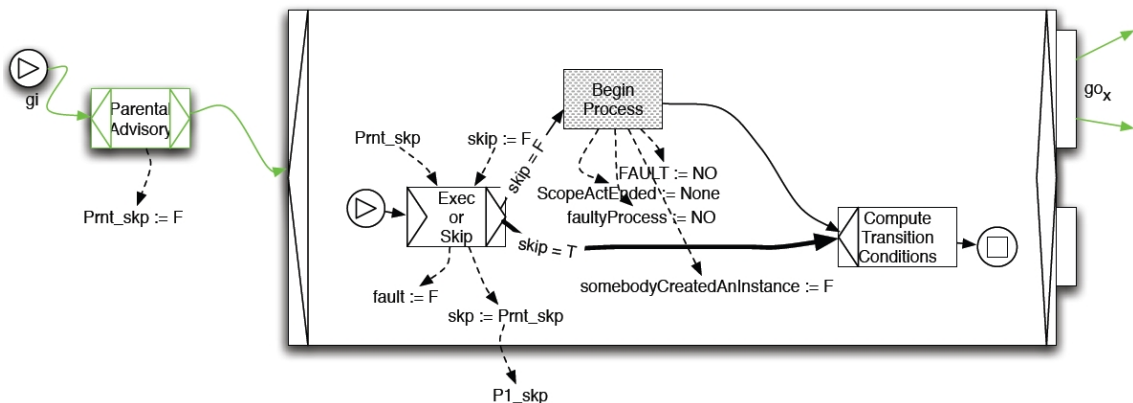 gi
Parental
Advisory
Prnt_skp := F
Prnt_skp
skip := F
skip = F
Begin
Process
FAULT := NO
ScopeActEnded := None
faultyProcess := NO
somebodyCreatedAnInstance := F
Exec
or
Skip
skip = T
fault := F
skp := Prnt_skp
P1_skp
Compute
Transition
Conditions
gox